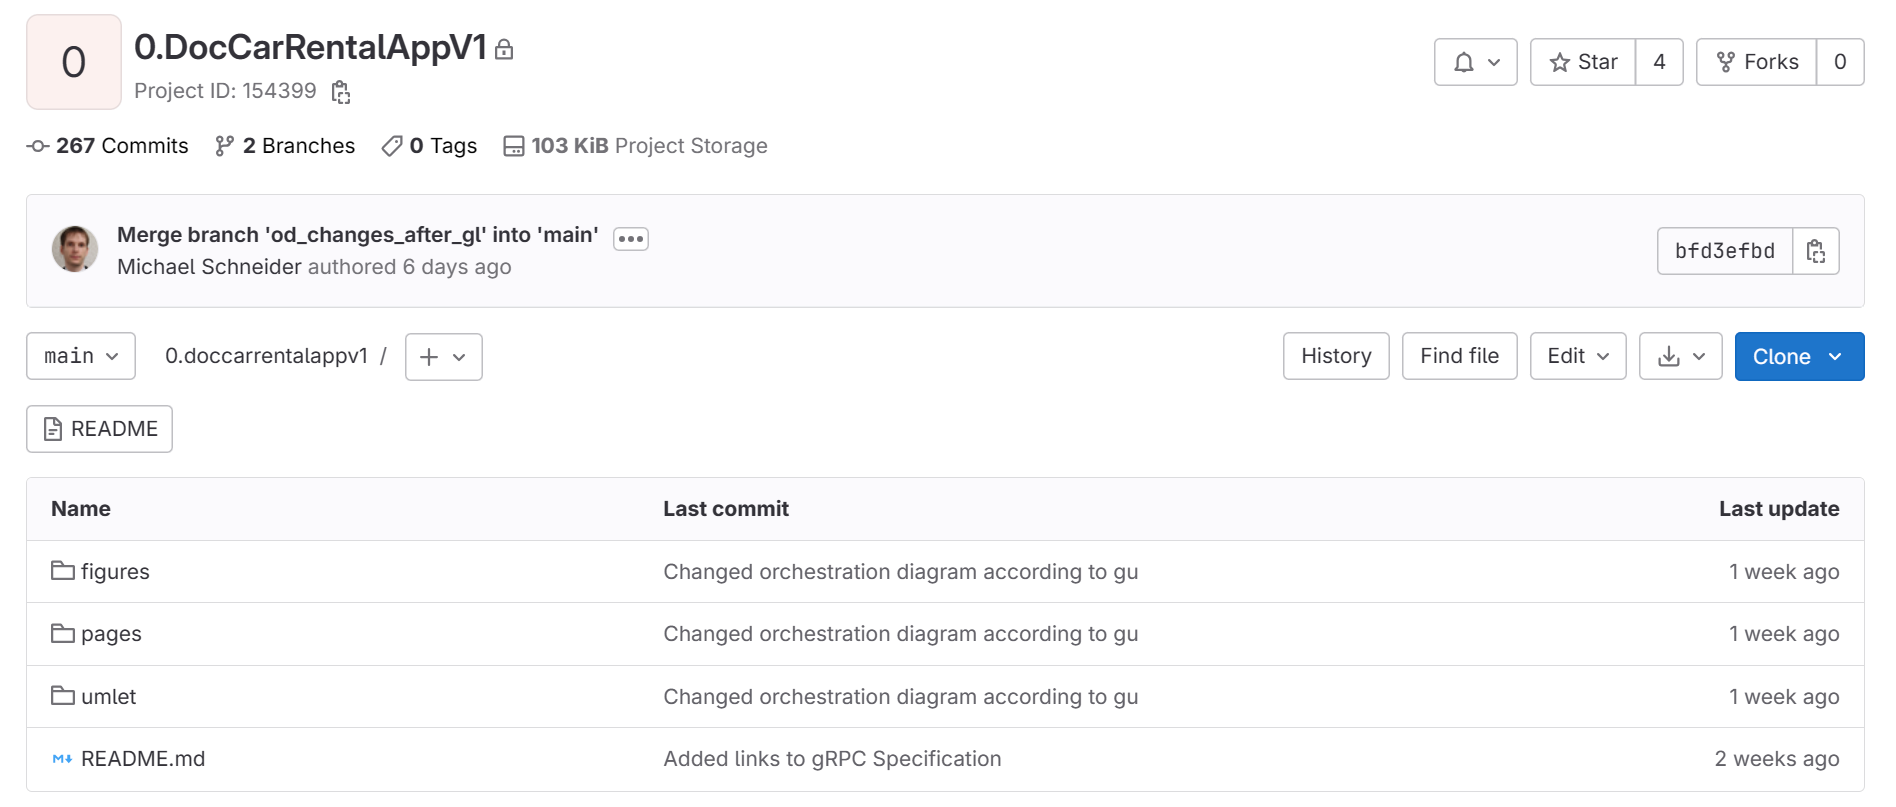 0
0.DocCarRentalAppV1
Project ID: 154399
Star 4
Forks 0
267 Commits 2 Branches 0 Tags 103 KiB Project Storage
Merge branch 'od_changes_after_gl' into 'main'
Michael Schneider authored 6 days ago
bfd3efbd
main 0.doccarrentalappv1 / History Find file Edit Clone
README
Name Last commit Last update
figures Changed orchestration diagram according to gu 1 week ago
pages Changed orchestration diagram according to gu 1 week ago
umlet Changed orchestration diagram according to gu 1 week ago
README.md Added links to gRPC Specification 2 weeks ago